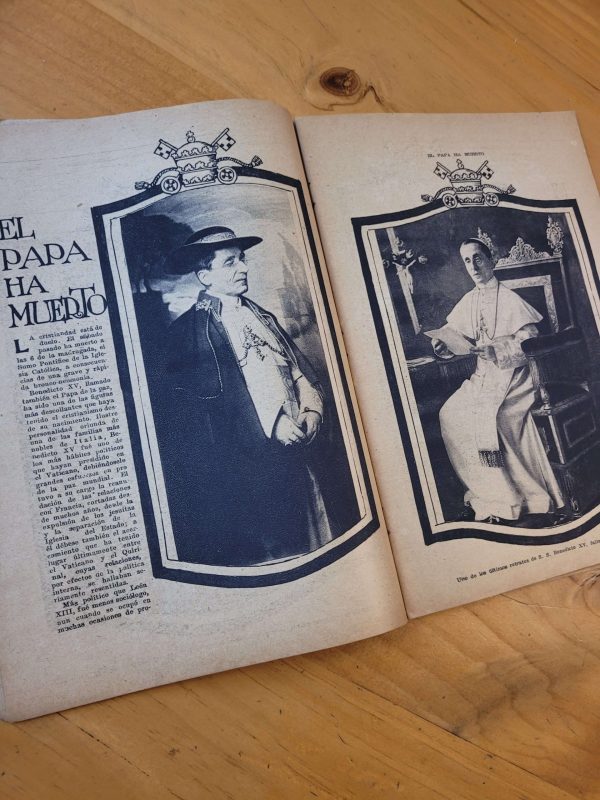 EL
PAPA
HA
MUERTO
LA cristiandad está de
duelo. El sábado
pasado ha muerto a
las 6 de la madrugada, el
Sumo Pontífice de la Igle-
sia Católica, a consecuen-
cias de una grave y rápi-
da bronco-neumonía.
Benedicto XV, llamado
también el Papa de la paz,
ha sido una de las figuras
más descollantes que haya
tenido el cristianismo des-
de su nacimiento. Ilustre
personalidad oriunda de
una de las familias más
nobles de Italia, Be-
nedicto XV fué uno de
los más hábiles políticos
que hayan presidido en
el Vaticano, debiéndosele
grandes esfuerzos en pro
de la paz mundial. El
tuvo a su cargo la reanu-
dación de las relaciones
con Francia, cortadas des-
de muchos años, desde la
expulsión de los jesuitas
y la separación de la
Iglesia del Estado; a
él débese también el acer-
camiento que ha tenido
lugar últimamente entre
el Vaticano y el Quiri-
nal, cuyas relaciones,
por efectos de la política
interna, se hallaban se-
riamente resentidas.
Más político que León
XIII, fué menos sociólogo,
aun cuando se ocupó en
muchas ocasiones de pro-
EL PAPA HA MUERTO
Uno de los últimos retratos de S. S. Benedicto XV,